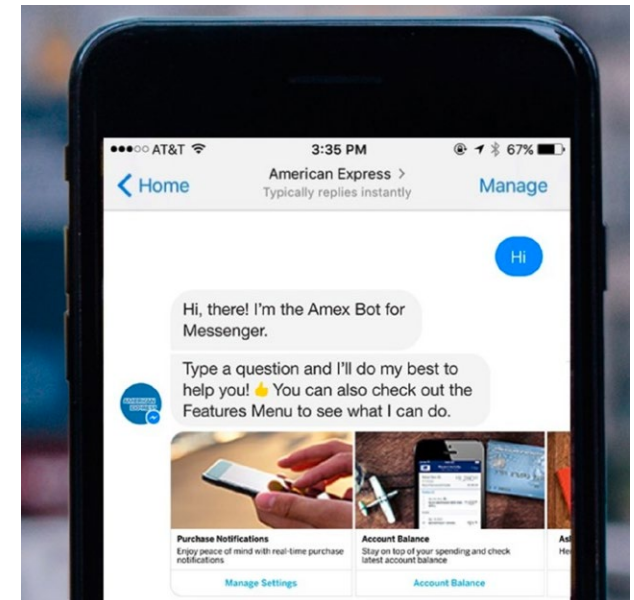 AT&T 3:35 PM 67%
Home American Express > Manage
Typically replies instantly
Hi
Hi, there! I'm the Amex Bot for
Messenger.
Type a question and I'll do my best to
help you! 👍 You can also check out the
Features Menu to see what I can do.
Purchase Notifications
Enjoy peace of mind with real-time purchase
notifications
Manage Settings
Account Balance
Stay on top of your spending and check
latest account balance
Account Balance